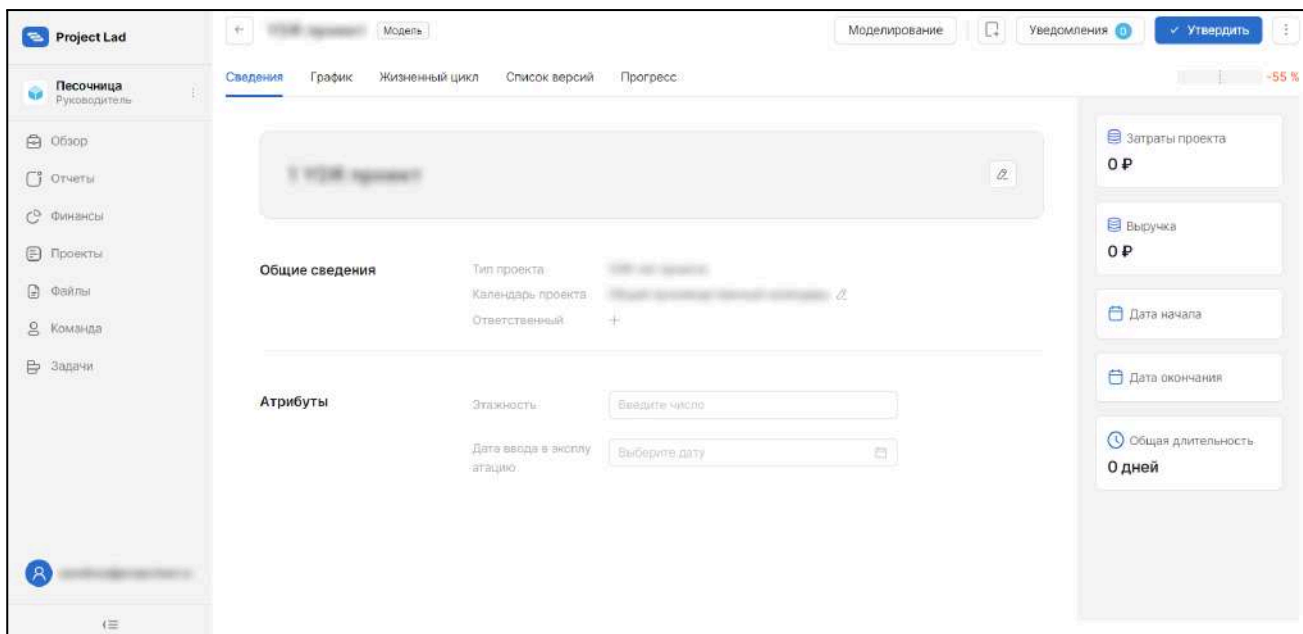 Project Lad
Модель
Моделирование
Уведомления 0
Утвердить
Песочница
Руководитель
Сведения
График
Жизненный цикл
Список версий
Прогресс
-55 %
Обзор
Отчеты
Финансы
Проекты
Файлы
Команда
Задачи
Общие сведения
Тип проекта
Календарь проекта
Ответственный
Атрибуты
Этажность
Введите число
Дата ввода в эксплу
атацию
Выберите дату
Затраты проекта
0 ₽
Выручка
0 ₽
Дата начала
Дата окончания
Общая длительность
0 дней